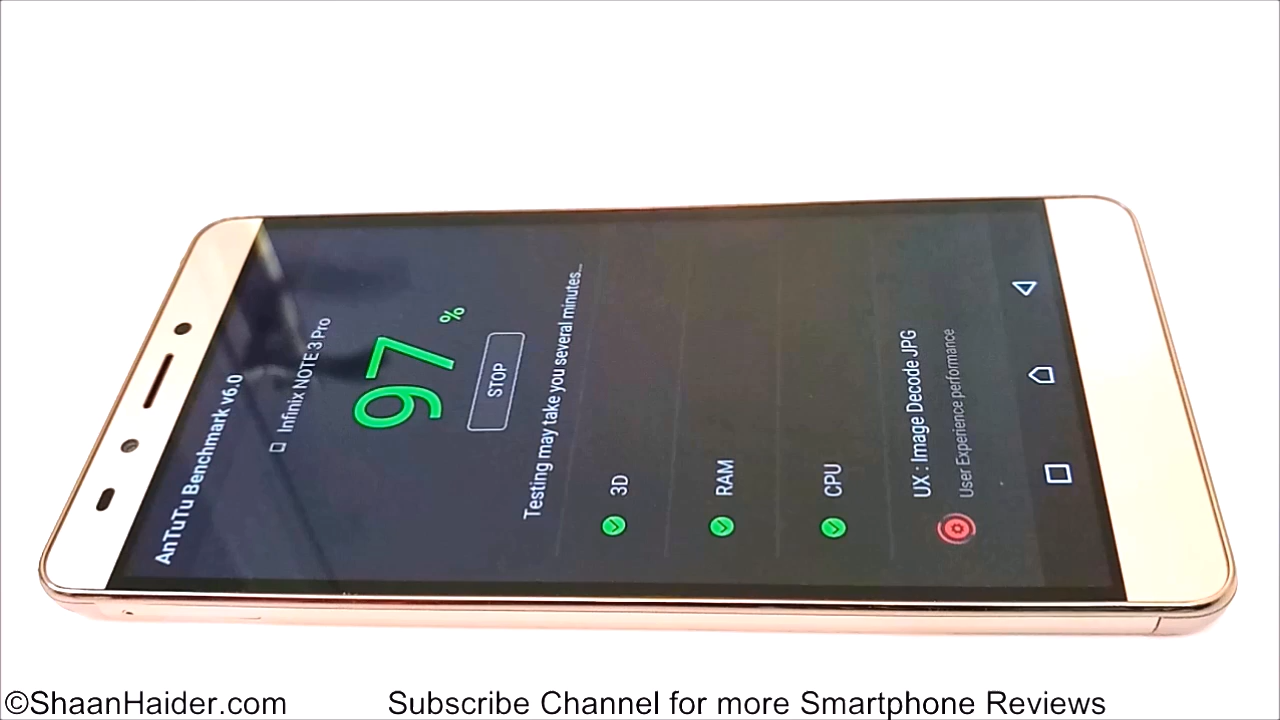 AnTuTu Benchmark v6.0
Infinix NOTE 3 Pro
97 %
STOP
Testing may take you several minutes...
3D
RAM
CPU
UX : Image Decode JPG
User Experience performance
©ShaanHaider.com
Subscribe Channel for more Smartphone Reviews